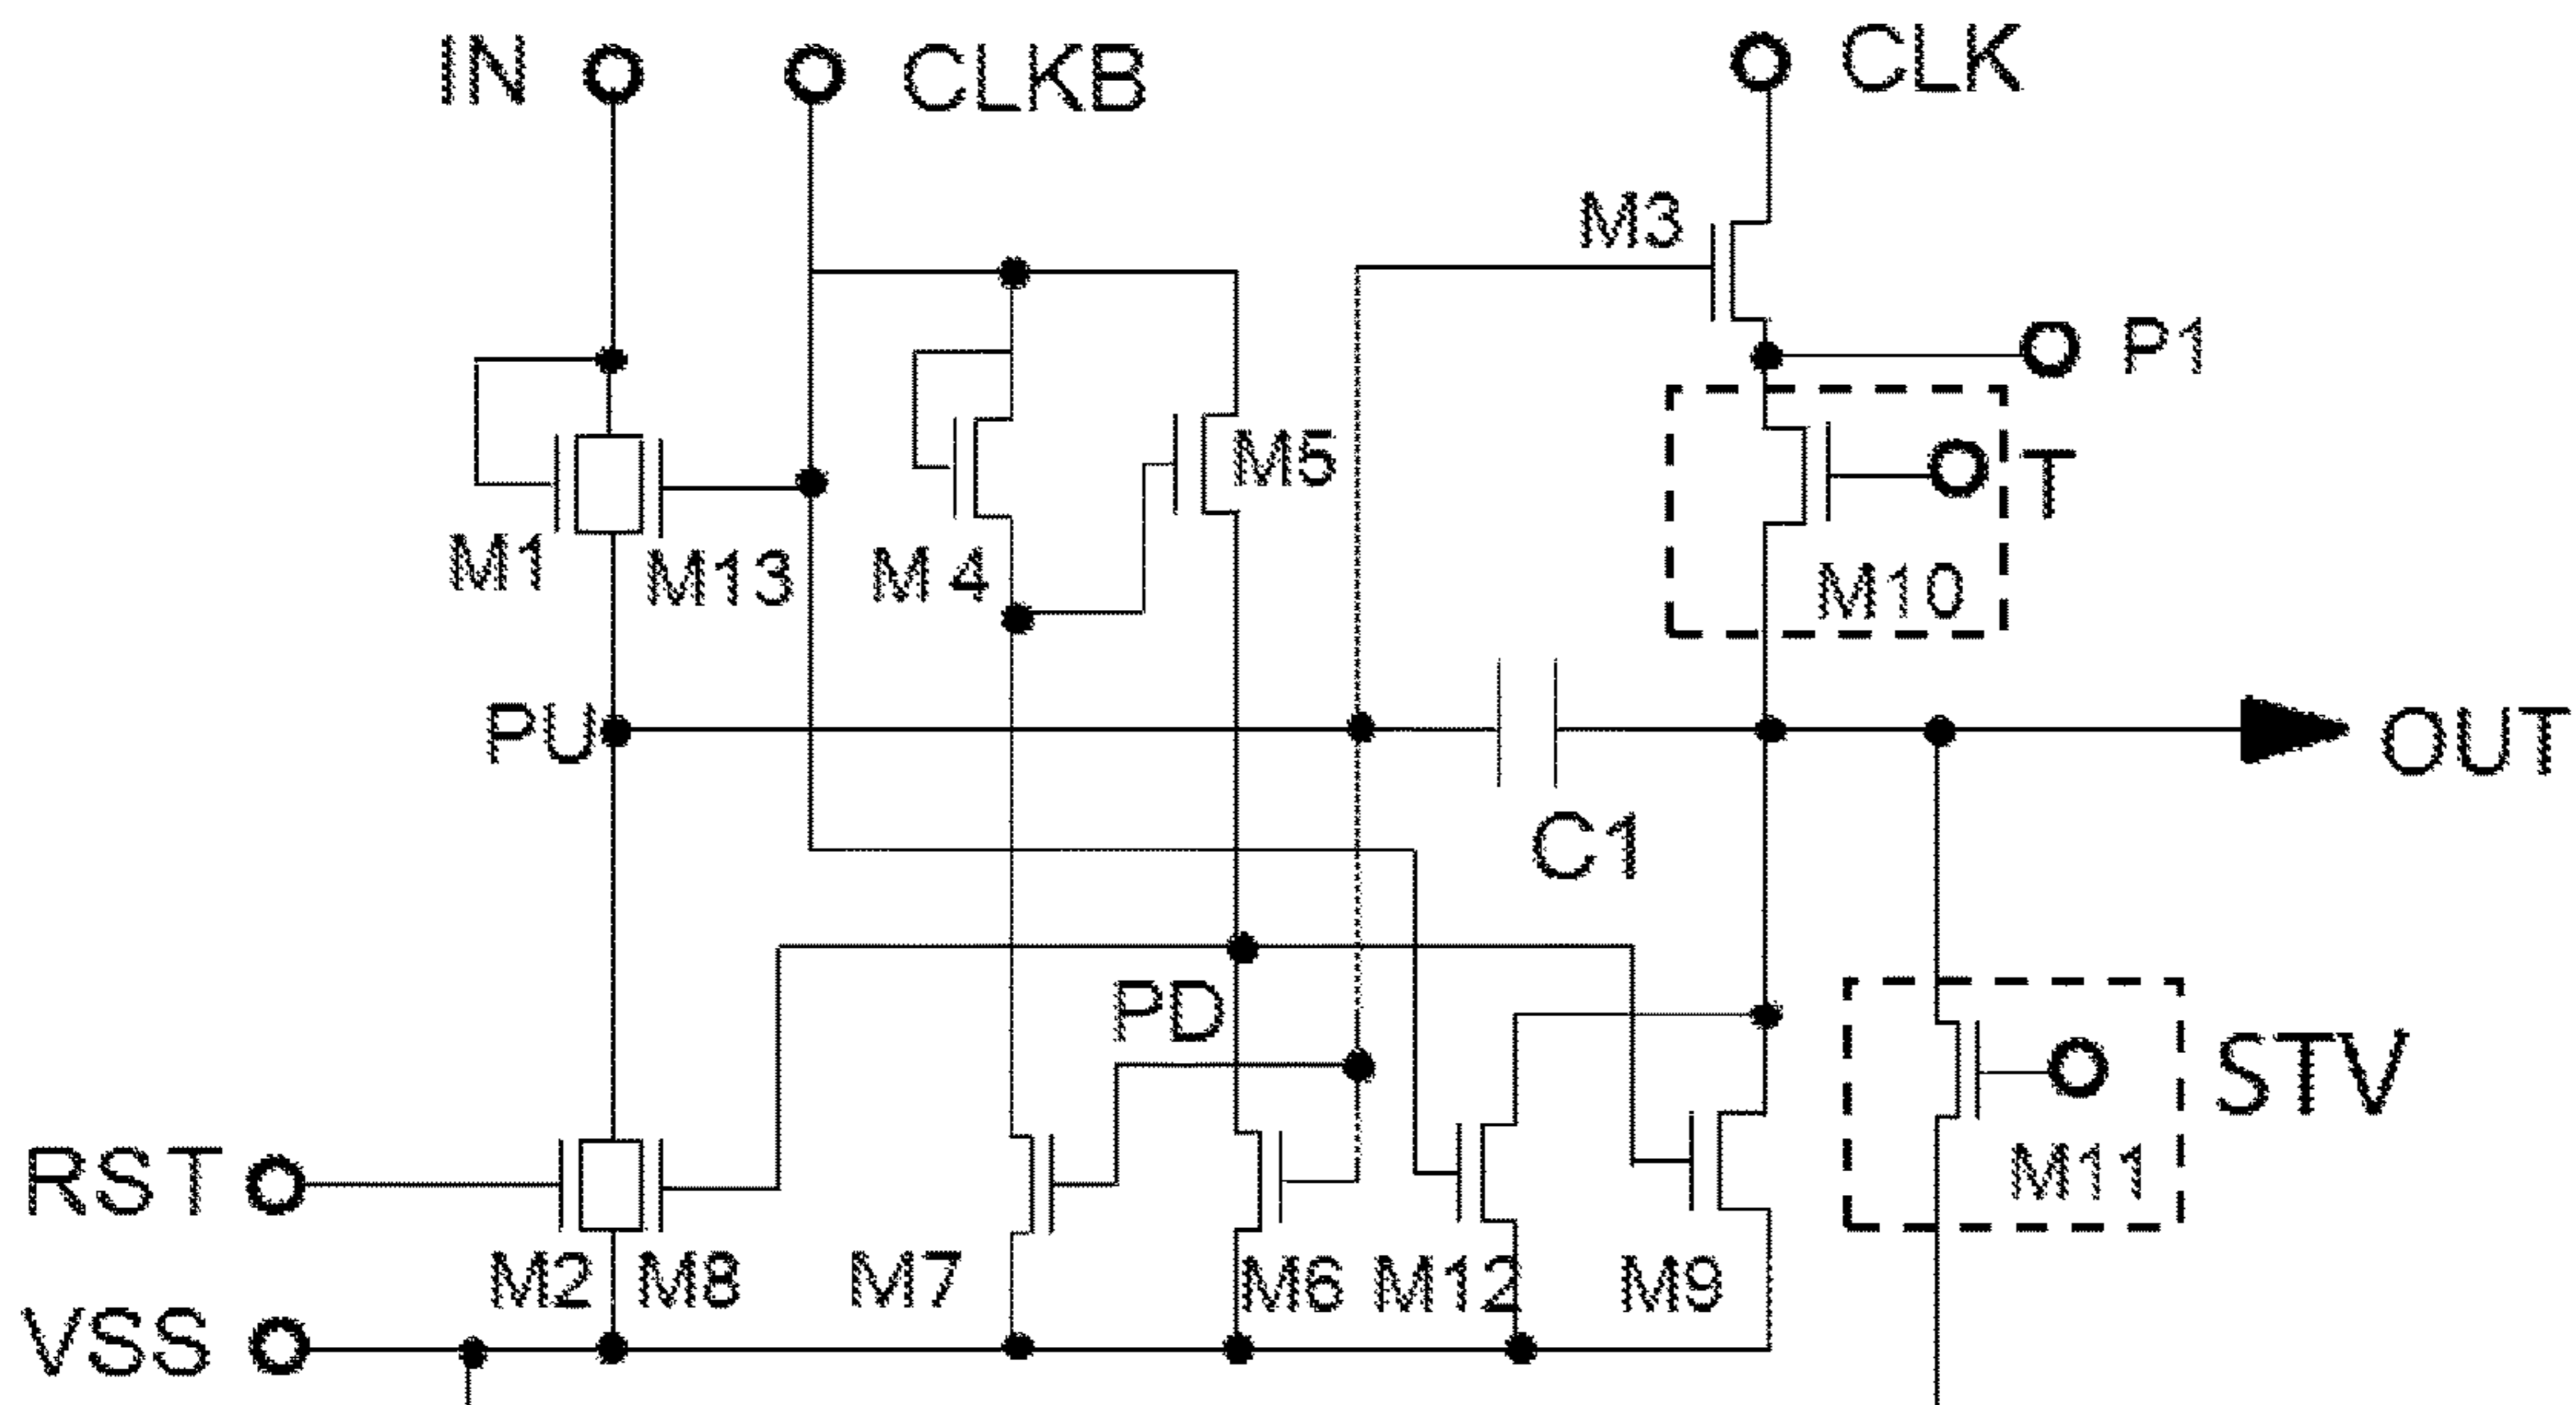 IN CLKB CLK
M3
P1
M5
T
M1 M13 M4 M10
PU OUT
C1
PD
STV
RST M11
M2 M8 M7 M6 M12 M9
VSS